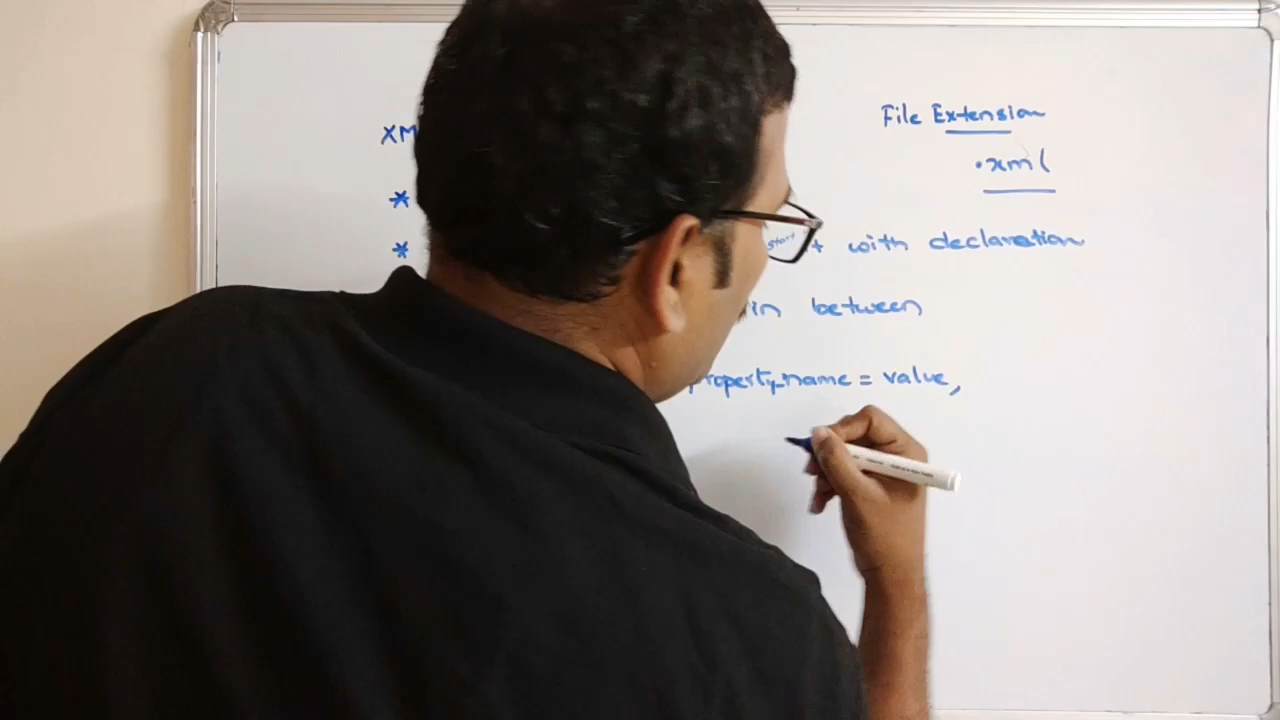 File Extension
XM
.xml
*
* start with declaration
in between
property_name = value,